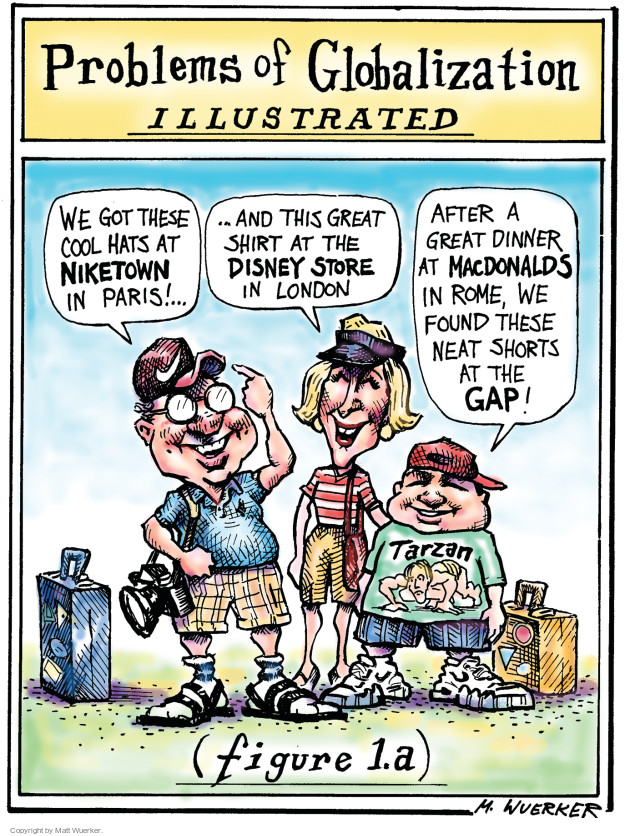 Problems of Globalization
ILLUSTRATED
WE GOT THESE
COOL HATS AT
NIKETOWN
IN PARIS!...
...AND THIS GREAT
SHIRT AT THE
DISNEY STORE
IN LONDON
AFTER A
GREAT DINNER
AT MACDONALDS
IN ROME, WE
FOUND THESE
NEAT SHORTS
AT THE
GAP!
Tarzan
(figure 1.a)
M. WUERKER
Copyright by Matt Wuerker.